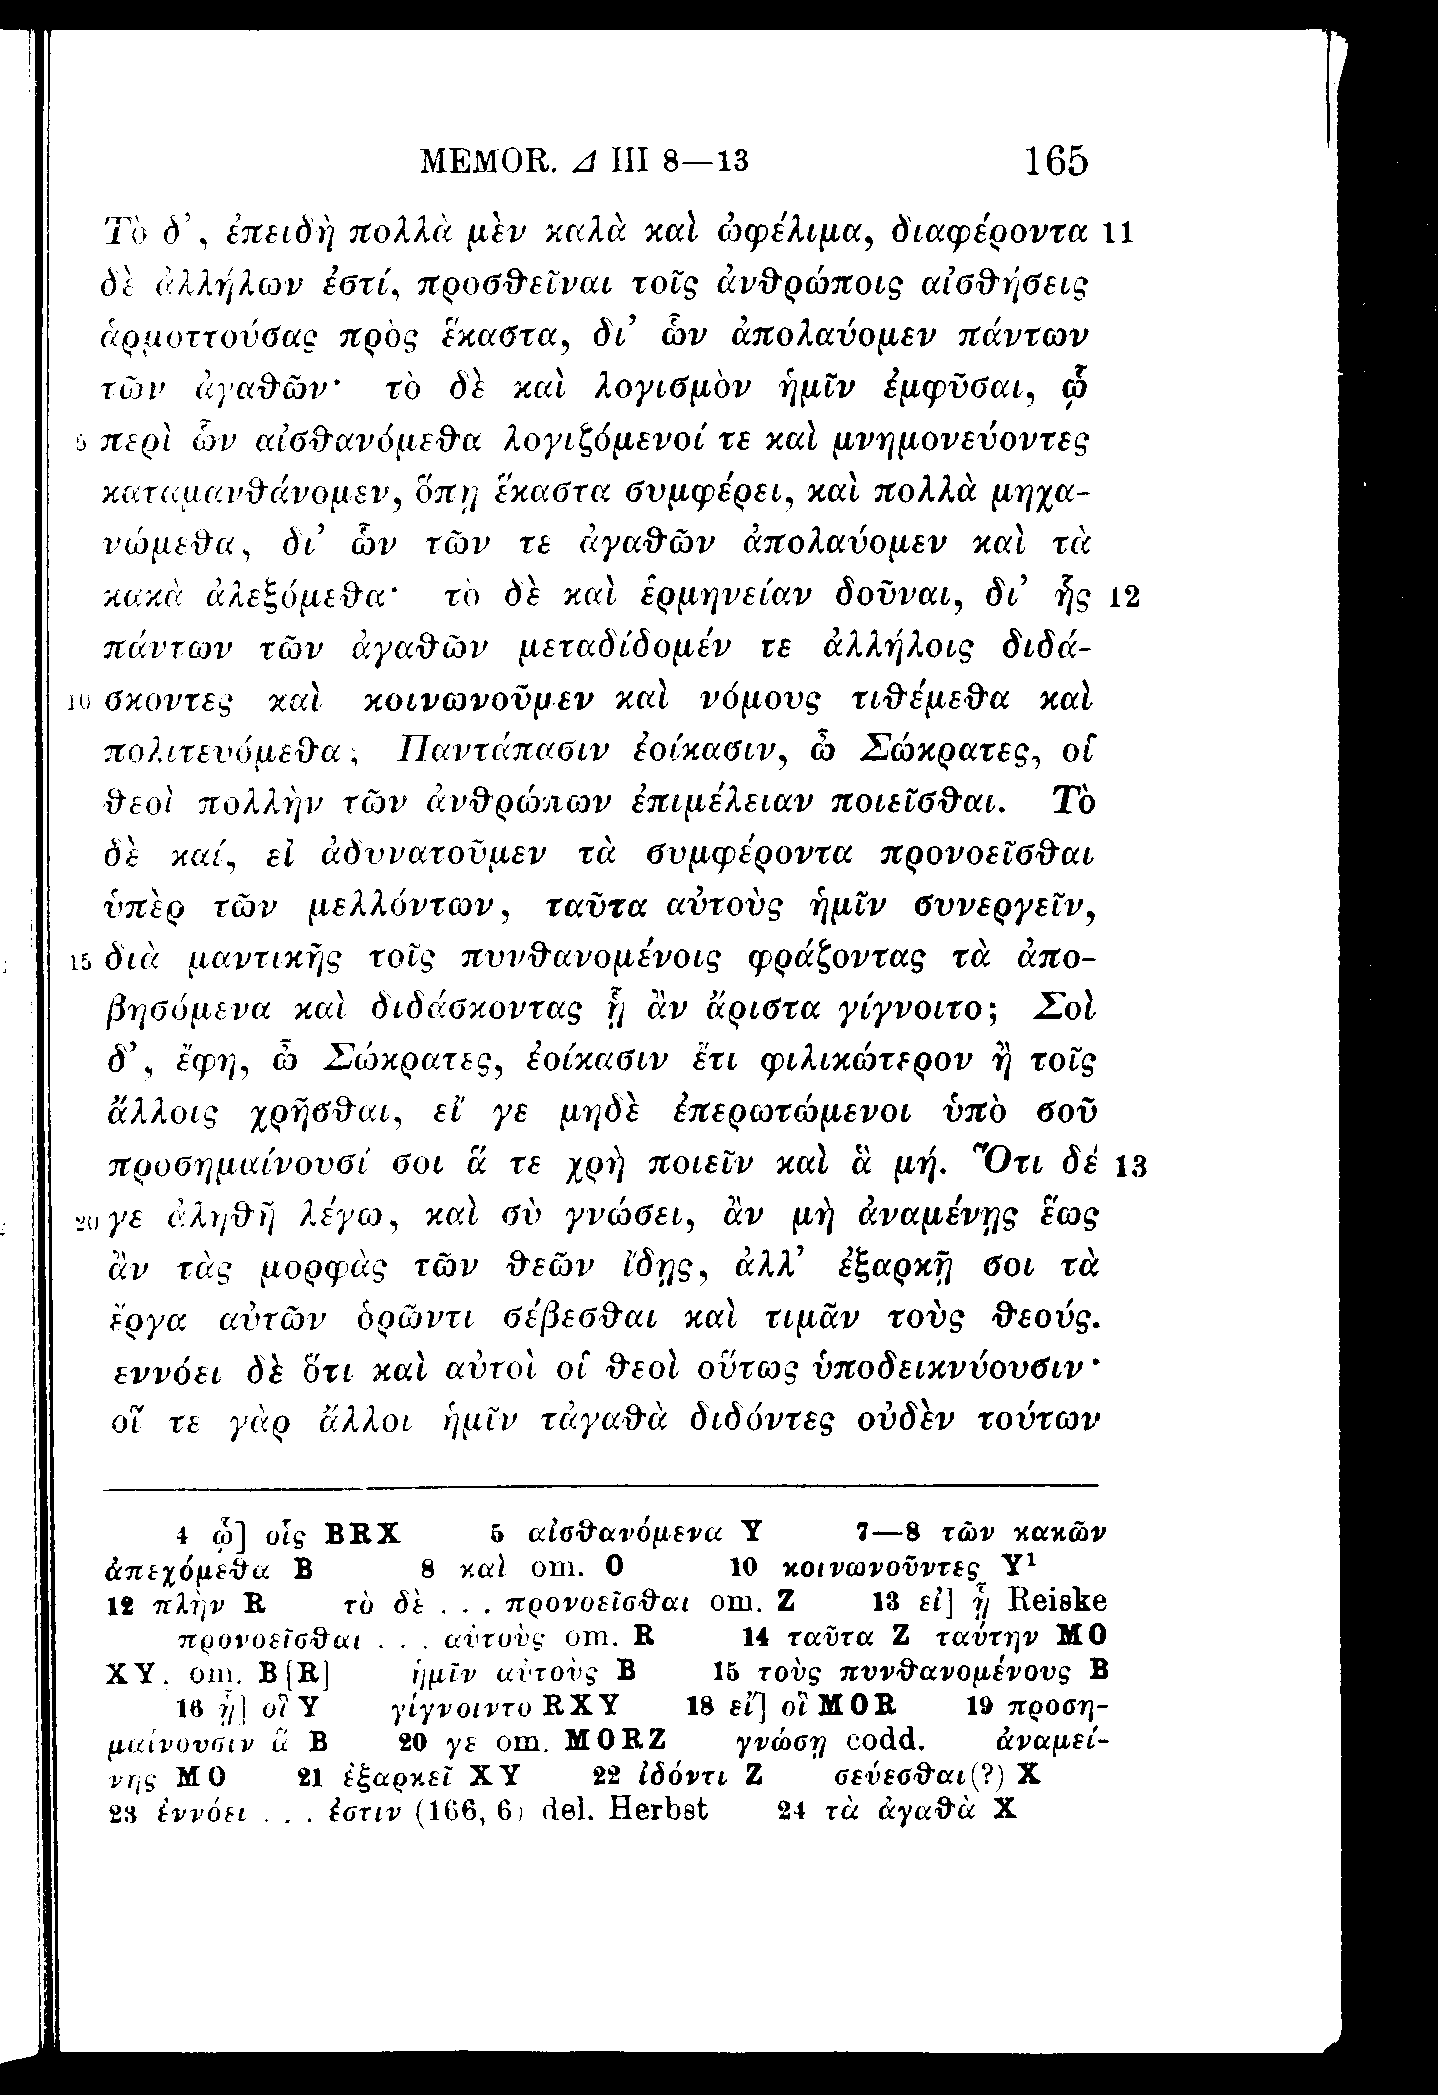 MEMOR. Δ III 8—13 165
Τὸ δ’, ἐπειδὴ πολλὰ μὲν καλὰ καὶ ὠφέλιμα, διαφέροντα 11
δὲ ἀλλήλων ἐστί, προσθεῖναι τοῖς ἀνθρώποις αἰσθήσεις
ἁρμοττούσας πρὸς ἕκαστα, δι’ ὧν ἀπολαύομεν πάντων
τῶν ἀγαθῶν· τὸ δὲ καὶ λογισμὸν ἡμῖν ἐμφῦσαι, ᾧ
5 περὶ ὧν αἰσθανόμεθα λογιζόμενοί τε καὶ μνημονεύοντες
καταμανθάνομεν, ὅπῃ ἕκαστα συμφέρει, καὶ πολλὰ μηχα-
νώμεθα, δι’ ὧν τῶν τε ἀγαθῶν ἀπολαύομεν καὶ τὰ
κακὰ ἀλεξόμεθα· τὸ δὲ καὶ ἑρμηνείαν δοῦναι, δι’ ἧς 12
πάντων τῶν ἀγαθῶν μεταδίδομέν τε ἀλλήλοις διδά-
10 σκοντες καὶ κοινωνοῦμεν καὶ νόμους τιθέμεθα καὶ
πολιτευόμεθα; Παντάπασιν ἐοίκασιν, ὦ Σώκρατες, οἱ
θεοὶ πολλὴν τῶν ἀνθρώπων ἐπιμέλειαν ποιεῖσθαι. Τὸ
δὲ καί, εἰ ἀδυνατοῦμεν τὰ συμφέροντα προνοεῖσθαι
ὑπὲρ τῶν μελλόντων, ταῦτα αὐτοὺς ἡμῖν συνεργεῖν,
15 διὰ μαντικῆς τοῖς πυνθανομένοις φράζοντας τὰ ἀπο-
βησόμενα καὶ διδάσκοντας ᾗ ἂν ἄριστα γίγνοιτο; Σοὶ
δ’, ἔφη, ὦ Σώκρατες, ἐοίκασιν ἔτι φιλικώτερον ἢ τοῖς
ἄλλοις χρῆσθαι, εἴ γε μηδὲ ἐπερωτώμενοι ὑπὸ σοῦ
προσημαίνουσί σοι ἅ τε χρὴ ποιεῖν καὶ ἃ μή. Ὅτι δέ 13
20 γε ἀληθῆ λέγω, καὶ σὺ γνώσει, ἂν μὴ ἀναμένῃς ἕως
ἂν τὰς μορφὰς τῶν θεῶν ἴδῃς, ἀλλ’ ἐξαρκῇ σοι τὰ
ἔργα αὐτῶν ὁρῶντι σέβεσθαι καὶ τιμᾶν τοὺς θεούς.
εννόει δὲ ὅτι καὶ αὐτοὶ οἱ θεοὶ οὕτως ὑποδεικνύουσιν·
οἵ τε γὰρ ἄλλοι ἡμῖν τἀγαθὰ διδόντες οὐδὲν τούτων
4 ᾧ] οἷς BRX 5 αἰσθανόμενα Y 7—8 τῶν κακῶν
ἀπεχόμεθα B 8 καὶ om. O 10 κοινωνοῦντες Y¹
12 πλὴν R τὸ δὲ . . . προνοεῖσθαι om. Z 13 εἰ] ᾗ Reiske
προνοεῖσθαι . . . αὐτοὺς om. R 14 ταῦτα Z ταύτην MO
XY. om. B[R] ἡμῖν αὐτοὺς B 15 τοὺς πυνθανομένους B
16 ᾗ] οἷ Y γίγνοιντο RXY 18 εἴ] οἳ MOR 19 προση-
μαίνουσιν ἃ B 20 γε om. MORZ γνώσῃ codd. ἀναμεί-
νῃς MO 21 ἐξαρκεῖ XY 22 ἰδόντι Z σεύεσθαι(?) X
23 ἐννόει . . . ἐστιν (166, 6) del. Herbst 24 τὰ ἀγαθὰ X